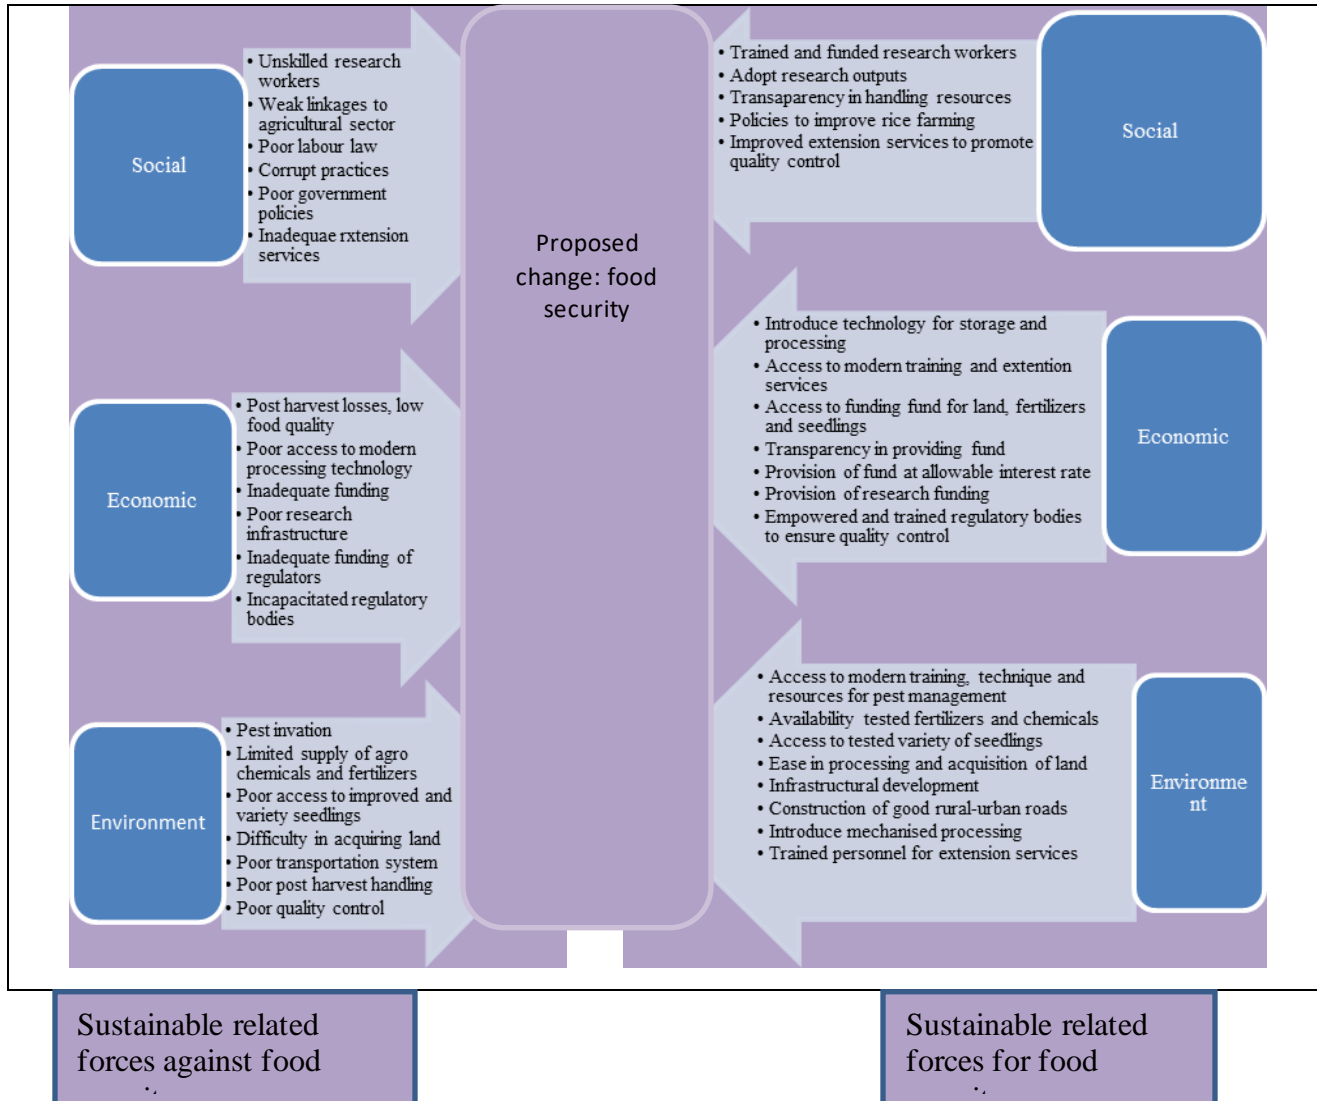 Social
• Unskilled research
workers
• Weak linkages to
agricultural sector
• Poor labour law
• Corrupt practices
• Poor government
policies
• Inadequae rxtension
services
Economic
• Post harvest losses, low
food quality
• Poor access to modern
processing technology
• Inadequate funding
• Poor research
infrastructure
• Inadequate funding of
regulators
• Incapacitated regulatory
bodies
Environment
• Pest invation
• Limited supply of agro
chemicals and fertilizers
• Poor access to improved and
variety seedlings
• Difficulty in acquiring land
• Poor transportation system
• Poor post harvest handling
• Poor quality control
Proposed
change: food
security
• Trained and funded research workers
• Adopt research outputs
• Transaparency in handling resources
• Policies to improve rice farming
• Improved extension services to promote
quality control
Social
• Introduce technology for storage and
processing
• Access to modern training and extention
services
• Access to funding fund for land, fertilizers
and seedlings
• Transparency in providing fund
• Provision of fund at allowable interest rate
• Provision of research funding
• Empowered and trained regulatory bodies
to ensure quality control
Economic
• Access to modern training, technique and
resources for pest management
• Availability tested fertilizers and chemicals
• Access to tested variety of seedlings
• Ease in processing and acquisition of land
• Infrastructural development
• Construction of good rural-urban roads
• Introduce mechanised processing
• Trained personnel for extension services
Environme
nt
Sustainable related
forces against food
Sustainable related
forces for food